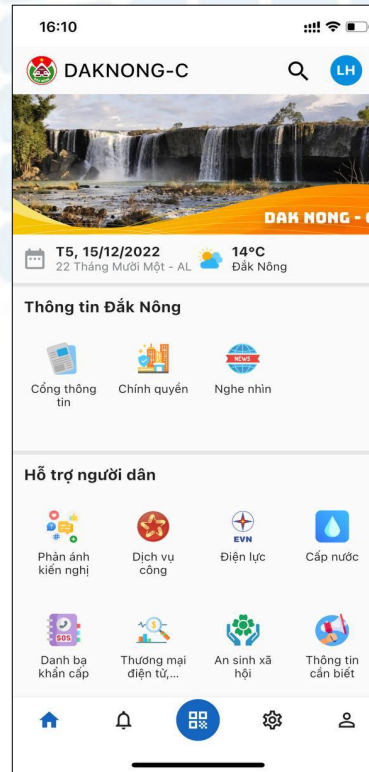 16:10
DAKNONG-C
LH
DAK NONG -
T5, 15/12/2022
14°C
22 Tháng Mười Một - AL
Đắk Nông
Thông tin Đắk Nông
NEWS
Cổng thông
tin
Chính quyền
Nghe nhìn
Hỗ trợ người dân
EVN
Phản ánh
kiến nghị
Dịch vụ
công
Điện lực
Cấp nước
SOS
Danh bạ
khẩn cấp
Thương mại
điện tử,...
An sinh xã
hội
Thông tin
cần biết